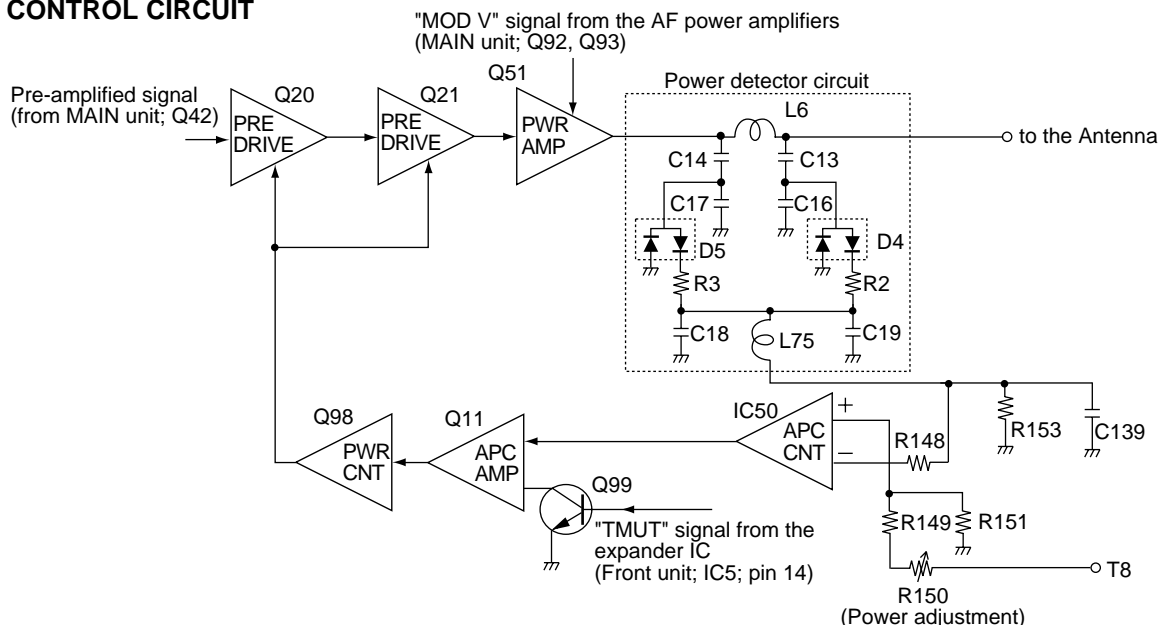 CONTROL CIRCUIT
"MOD V" signal from the AF power amplifiers
(MAIN unit; Q92, Q93)
Q51
Power detector circuit
Pre-amplified signal
(from MAIN unit; Q42)
Q20
Q21
L6
PRE
DRIVE
PRE
DRIVE
PWR
AMP
to the Antenna
C14
C13
C17
C16
D5
D4
R3
R2
C18
L75
C19
Q98
Q11
IC50
+
R153
C139
PWR
CNT
APC
AMP
APC
CNT
–
R148
Q99
R149
R151
"TMUT" signal from the
expander IC
(Front unit; IC5; pin 14)
T8
R150
(Power adjustment)